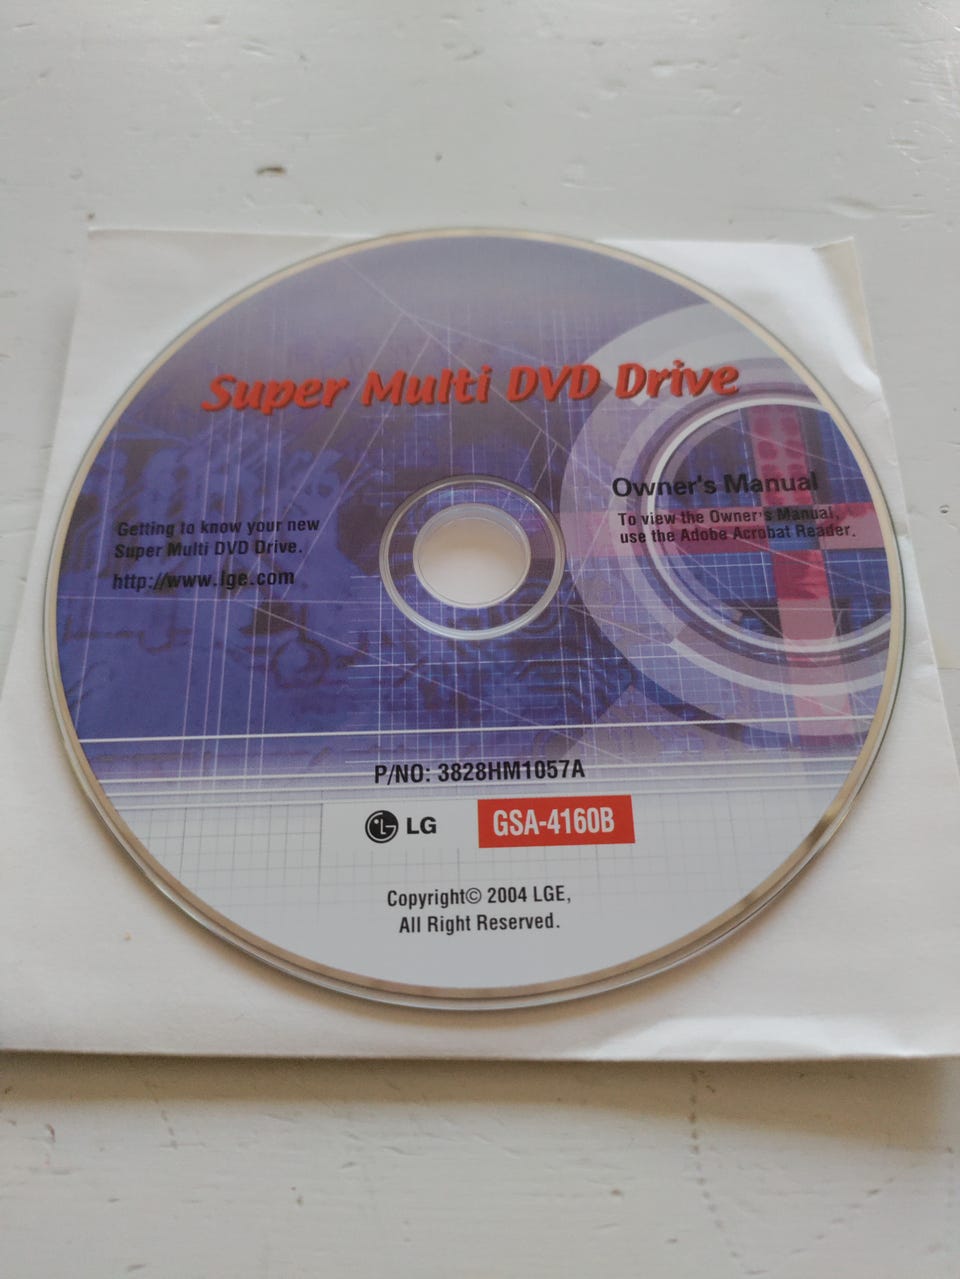 Super Multi DVD Drive
Getting to know your new
Super Multi DVD Drive.
http://www.lge.com
Owner's Manual
To view the Owner's Manual,
use the Adobe Acrobat Reader.
P/NO: 3828HM1057A
LG
GSA-4160B
Copyright© 2004 LGE,
All Right Reserved.